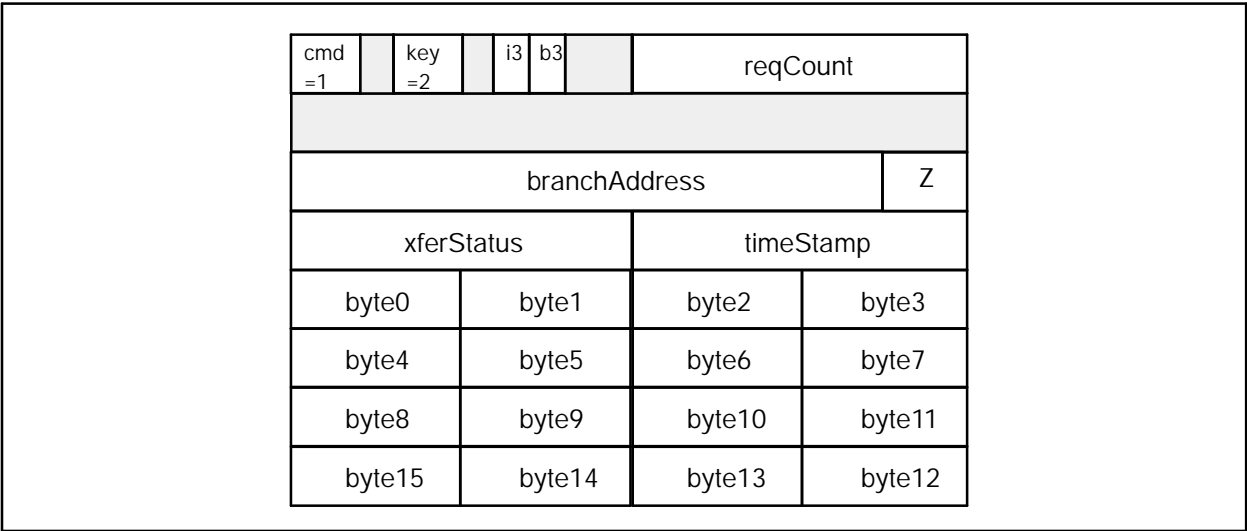 cmd =1 key =2 i3 b3 reqCount
branchAddress Z
xferStatus timeStamp
byte0 byte1 byte2 byte3
byte4 byte5 byte6 byte7
byte8 byte9 byte10 byte11
byte15 byte14 byte13 byte12